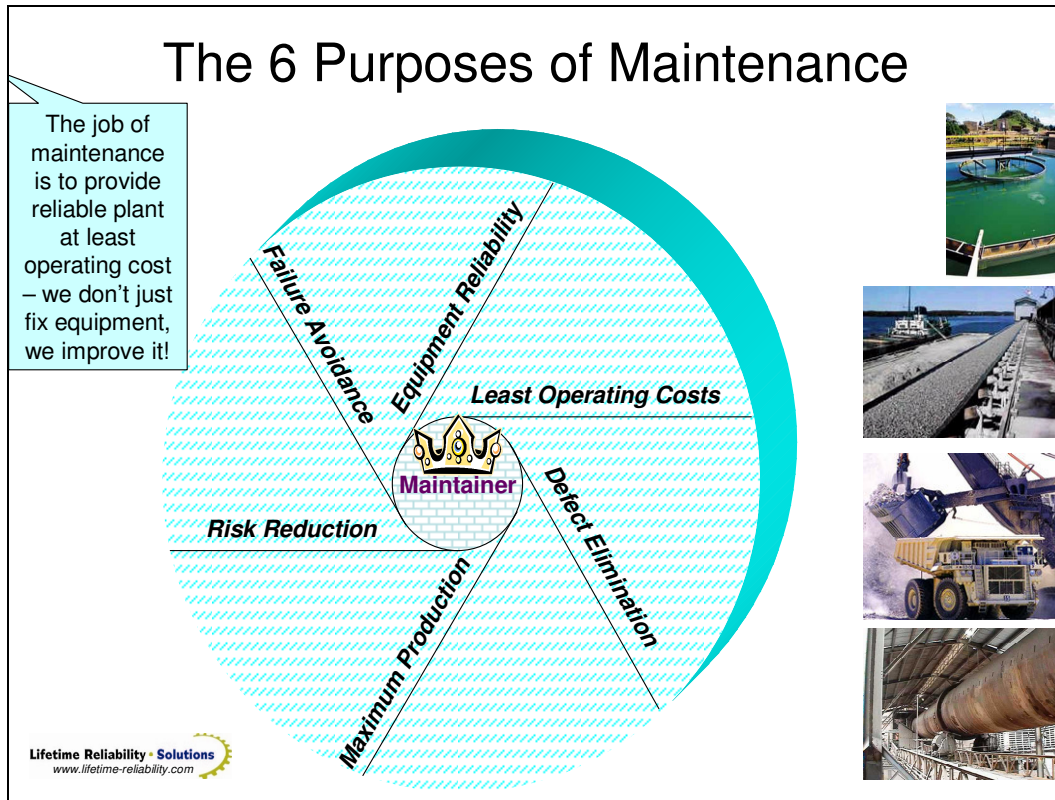 The 6 Purposes of Maintenance
The job of
maintenance
is to provide
reliable plant
at least
operating cost
– we don’t just
fix equipment,
we improve it!
Failure Avoidance
Equipment Reliability
Least Operating Costs
Maintainer
Defect Elimination
Risk Reduction
Maximum Production
Lifetime Reliability • Solutions
www.lifetime-reliability.com